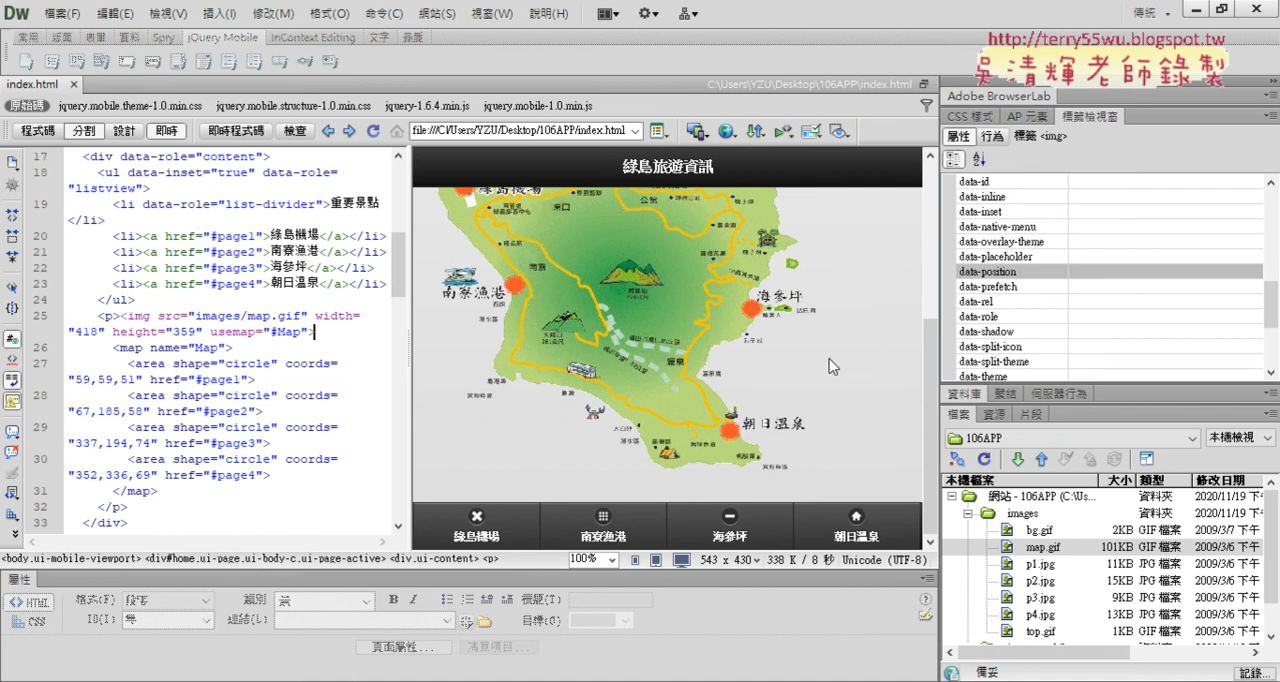 Dw 檔案(F) 編輯(E) 檢視(V) 插入(I) 修改(M) 格式(O) 命令(C) 網站(S) 視窗(W) 說明(H) 傳統
常用 版面 表單 資料 Spry jQuery Mobile InContext Editing 文字
http://terry55wu.blogspot.tw
吳清輝老師錄製
index.html
C:\Users\YZU\Desktop\106APP\index.html
原始碼 jquery.mobile.theme-1.0.min.css jquery.mobile.structure-1.0.min.css jquery-1.6.4.min.js jquery.mobile-1.0.min.js
程式碼 分割 設計 即時 即時程式碼 檢查 file:///C|/Users/YZU/Desktop/106APP/index.html
17 <div data-role="content">
18 <ul data-inset="true" data-role=
"listview">
19 <li data-role="list-divider">重要景點
</li>
20 <li><a href="#page1">綠島機場</a></li>
21 <li><a href="#page2">南寮漁港</a></li>
22 <li><a href="#page3">海參坪</a></li>
23 <li><a href="#page4">朝日溫泉</a></li>
24 </ul>
25 <p><img src="images/map.gif" width=
"418" height="359" usemap="#Map">
26 <map name="Map">
27 <area shape="circle" coords=
"59,59,51" href="#page1">
28 <area shape="circle" coords=
"67,185,58" href="#page2">
29 <area shape="circle" coords=
"337,194,74" href="#page3">
30 <area shape="circle" coords=
"352,336,69" href="#page4">
31 </map>
32 </p>
33 </div>
綠島旅遊資訊
綠島機場
公館
南寮
南寮漁港
海參坪
溫泉
朝日溫泉
綠島機場 南寮漁港 海參坪 朝日溫泉
<body.ui-mobile-viewport> <div#home.ui-page.ui-body-c.ui-page-active> <div.ui-content> <p>
100% 543 x 430 338 K / 8 秒 Unicode (UTF-8)
屬性
HTML 格式(F) 段落 類別 無 B I 標題(T)
CSS ID(I) 無 連結(L) 目標(G)
頁面屬性... 清單項目...
Adobe BrowserLab
CSS 樣式 AP 元素 標籤檢視窗
屬性 行為 標籤 <img>
data-id
data-inline
data-inset
data-native-menu
data-overlay-theme
data-placeholder
data-position
data-prefetch
data-rel
data-role
data-shadow
data-split-icon
data-split-theme
data-theme
資料庫 繫結 伺服器行為
檔案 資源 片段
106APP 本機檢視
本機檔案 大小 類型 修改日期
網站 - 106APP (C:\Us... 資料夾 2020/11/19 下午
images 資料夾 2020/11/19 下午
bg.gif 2KB GIF 檔案 2009/3/7 下午
map.gif 101KB GIF 檔案 2009/3/6 下午
p1.jpg 11KB JPG 檔案 2009/3/6 下午
p2.jpg 15KB JPG 檔案 2009/3/6 下午
p3.jpg 9KB JPG 檔案 2009/3/6 下午
p4.jpg 13KB JPG 檔案 2009/3/6 下午
top.gif 1KB GIF 檔案 2009/3/6 下午
備妥 記錄...